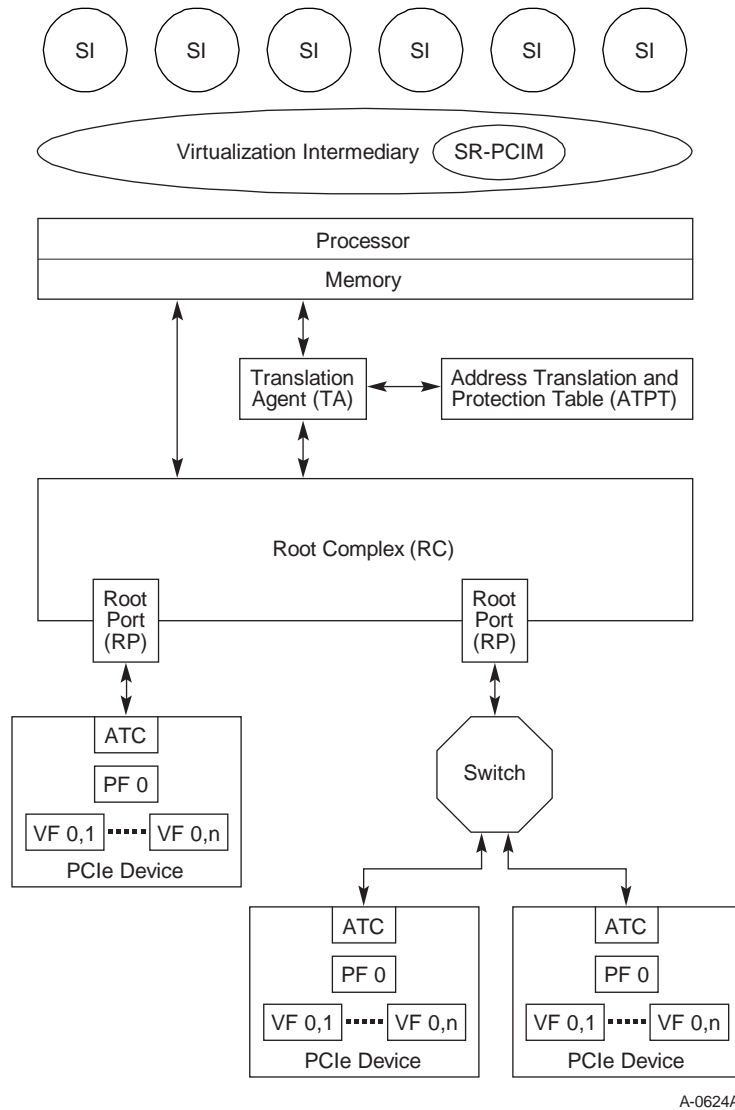 SI SI SI SI SI SI
Virtualization Intermediary SR-PCIM
Processor
Memory
Translation
Agent (TA)
Address Translation and
Protection Table (ATPT)
Root Complex (RC)
Root
Port
(RP)
Root
Port
(RP)
ATC
PF 0
VF 0,1 VF 0,n
PCIe Device
Switch
ATC
PF 0
VF 0,1 VF 0,n
PCIe Device
ATC
PF 0
VF 0,1 VF 0,n
PCIe Device
A-0624A